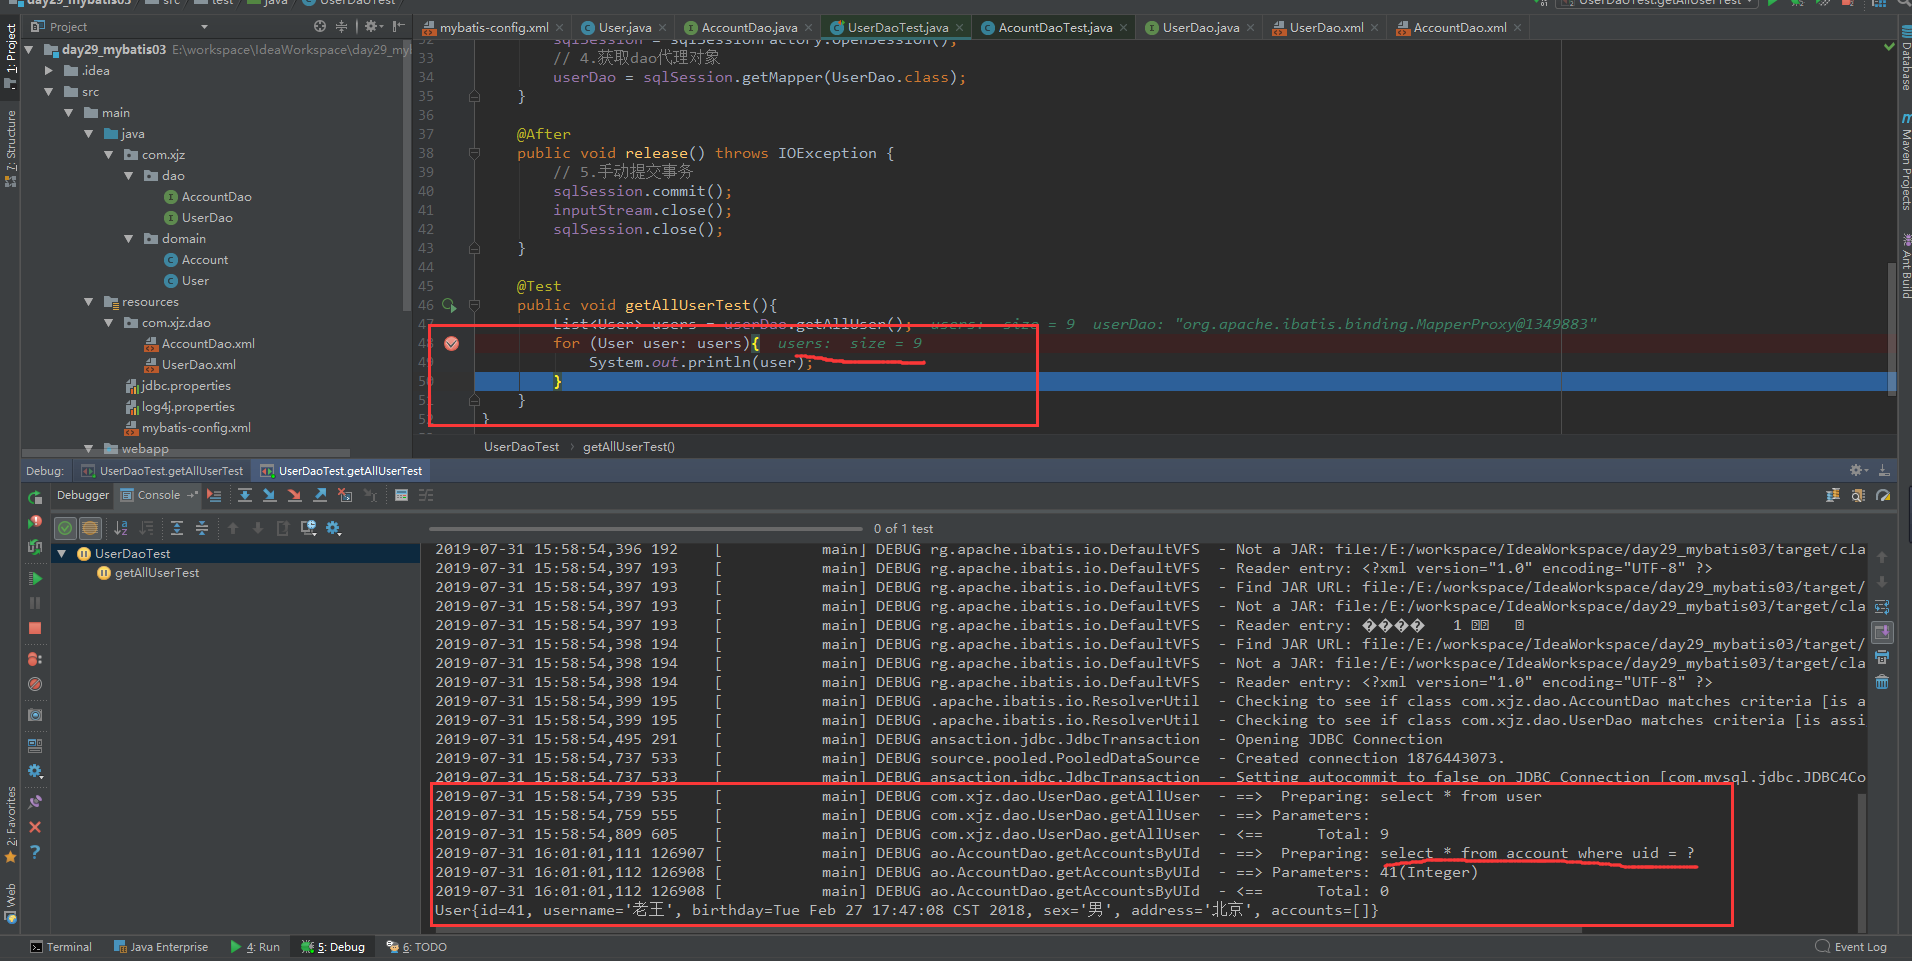 day29_mybatis03 src test java UserDaoTest UserDaoTest.getAllUserTest
1: Project
7: Structure
2: Favorites
Web
Project
mybatis-config.xml User.java AccountDao.java UserDaoTest.java AcountDaoTest.java UserDao.java UserDao.xml AccountDao.xml
day29_mybatis03 E:\workspace\IdeaWorkspace\day29_my
.idea
src
main
java
com.xjz
dao
AccountDao
UserDao
domain
Account
User
resources
com.xjz.dao
AccountDao.xml
UserDao.xml
jdbc.properties
log4j.properties
mybatis-config.xml
webapp
32 sqlSession = sqlSessionFactory.openSession();
33 // 4.获取dao代理对象
34 userDao = sqlSession.getMapper(UserDao.class);
35 }
36
37 @After
38 public void release() throws IOException {
39 // 5.手动提交事务
40 sqlSession.commit();
41 inputStream.close();
42 sqlSession.close();
43 }
44
45 @Test
46 public void getAllUserTest(){
47 List<User> users = userDao.getAllUser(); users: size = 9 userDao: "org.apache.ibatis.binding.MapperProxy@1349883"
48 for (User user: users){ users: size = 9
49 System.out.println(user);
50 }
51 }
52 }
UserDaoTest getAllUserTest()
Database
Maven Projects
Ant Build
Debug: UserDaoTest.getAllUserTest UserDaoTest.getAllUserTest
Debugger Console
0 of 1 test
UserDaoTest
getAllUserTest
2019-07-31 15:58:54,396 192 [ main] DEBUG rg.apache.ibatis.io.DefaultVFS - Not a JAR: file:/E:/workspace/IdeaWorkspace/day29_mybatis03/target/cla
2019-07-31 15:58:54,397 193 [ main] DEBUG rg.apache.ibatis.io.DefaultVFS - Reader entry: <?xml version="1.0" encoding="UTF-8" ?>
2019-07-31 15:58:54,397 193 [ main] DEBUG rg.apache.ibatis.io.DefaultVFS - Find JAR URL: file:/E:/workspace/IdeaWorkspace/day29_mybatis03/target/
2019-07-31 15:58:54,397 193 [ main] DEBUG rg.apache.ibatis.io.DefaultVFS - Not a JAR: file:/E:/workspace/IdeaWorkspace/day29_mybatis03/target/cla
2019-07-31 15:58:54,397 193 [ main] DEBUG rg.apache.ibatis.io.DefaultVFS - Reader entry: ���� 1
2019-07-31 15:58:54,398 194 [ main] DEBUG rg.apache.ibatis.io.DefaultVFS - Find JAR URL: file:/E:/workspace/IdeaWorkspace/day29_mybatis03/target/
2019-07-31 15:58:54,398 194 [ main] DEBUG rg.apache.ibatis.io.DefaultVFS - Not a JAR: file:/E:/workspace/IdeaWorkspace/day29_mybatis03/target/cla
2019-07-31 15:58:54,398 194 [ main] DEBUG rg.apache.ibatis.io.DefaultVFS - Reader entry: <?xml version="1.0" encoding="UTF-8" ?>
2019-07-31 15:58:54,399 195 [ main] DEBUG .apache.ibatis.io.ResolverUtil - Checking to see if class com.xjz.dao.AccountDao matches criteria [is a
2019-07-31 15:58:54,399 195 [ main] DEBUG .apache.ibatis.io.ResolverUtil - Checking to see if class com.xjz.dao.UserDao matches criteria [is assi
2019-07-31 15:58:54,495 291 [ main] DEBUG ansaction.jdbc.JdbcTransaction - Opening JDBC Connection
2019-07-31 15:58:54,737 533 [ main] DEBUG source.pooled.PooledDataSource - Created connection 1876443073.
2019-07-31 15:58:54,737 533 [ main] DEBUG ansaction.jdbc.JdbcTransaction - Setting autocommit to false on JDBC Connection [com.mysql.jdbc.JDBC4Co
2019-07-31 15:58:54,739 535 [ main] DEBUG com.xjz.dao.UserDao.getAllUser - ==> Preparing: select * from user
2019-07-31 15:58:54,759 555 [ main] DEBUG com.xjz.dao.UserDao.getAllUser - ==> Parameters:
2019-07-31 15:58:54,809 605 [ main] DEBUG com.xjz.dao.UserDao.getAllUser - <== Total: 9
2019-07-31 16:01:01,111 126907 [ main] DEBUG ao.AccountDao.getAccountsByUId - ==> Preparing: select * from account where uid = ?
2019-07-31 16:01:01,112 126908 [ main] DEBUG ao.AccountDao.getAccountsByUId - ==> Parameters: 41(Integer)
2019-07-31 16:01:01,112 126908 [ main] DEBUG ao.AccountDao.getAccountsByUId - <== Total: 0
User{id=41, username='老王', birthday=Tue Feb 27 17:47:08 CST 2018, sex='男', address='北京', accounts=[]}
Terminal Java Enterprise 4: Run 5: Debug 6: TODO Event Log